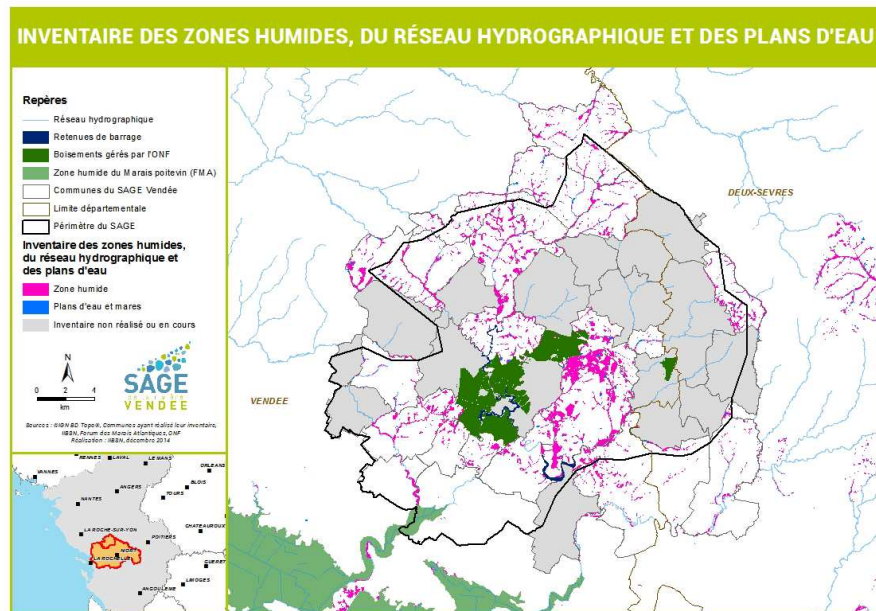 INVENTAIRE DES ZONES HUMIDES, DU RÉSEAU HYDROGRAPHIQUE ET DES PLANS D'EAU
Repères
Réseau hydrographique
Retenues de barrage
Boisements gérés par l'ONF
Zone humide du Marais poitevin (FMA)
Communes du SAGE Vendée
Limite départementale
Périmètre du SAGE
Inventaire des zones humides,
du réseau hydrographique et
des plans d'eau
Zone humide
Plans d'eau et mares
Inventaire non réalisé ou en cours
N
0 2 4
km
SAGE
VENDEE
Sources : ©IGN BD Topo®, Communes ayant réalisé leur inventaire,
IIBSN, Forum des Marais Atlantiques, ONF
Réalisation : IIBSN, décembre 2014
DEUX-SEVRES
VENDEE
RENNES
LAVAL
LE MANS
ORLEANS
VANNES
ANGERS
BLOIS
TOURS
NANTES
LA ROCHE-SUR-YON
POITIERS
CHATEAUROUX
NIORT
LA ROCHELLE
GUERET
LIMOGES
ANGOULEME